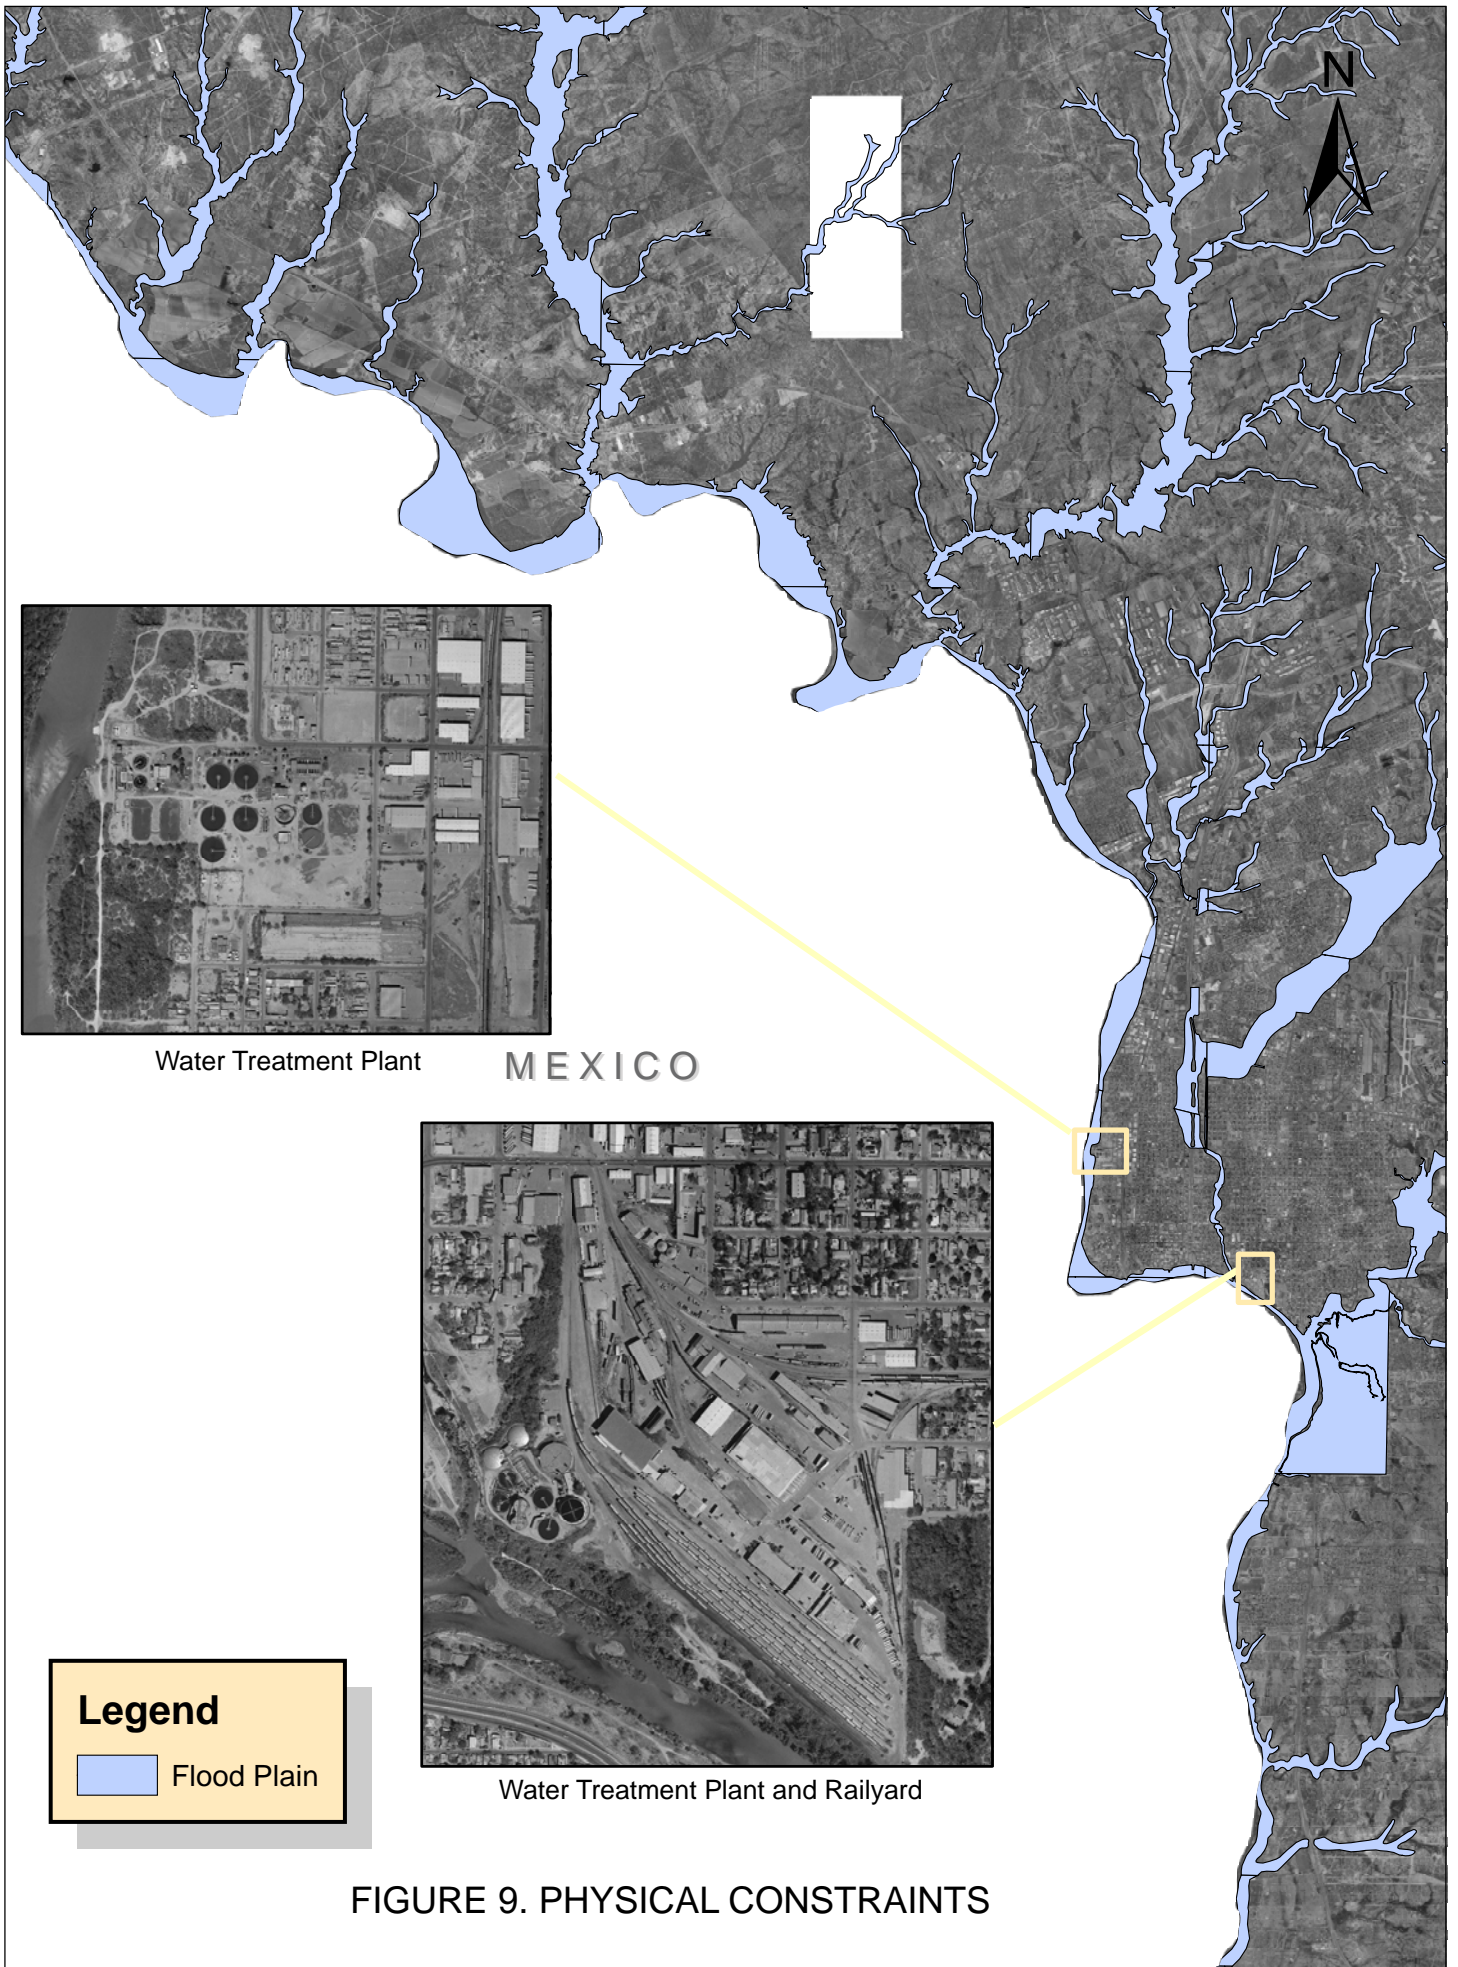 N
Water Treatment Plant
MEXICO
Water Treatment Plant and Railyard
Legend
Flood Plain
FIGURE 9. PHYSICAL CONSTRAINTS